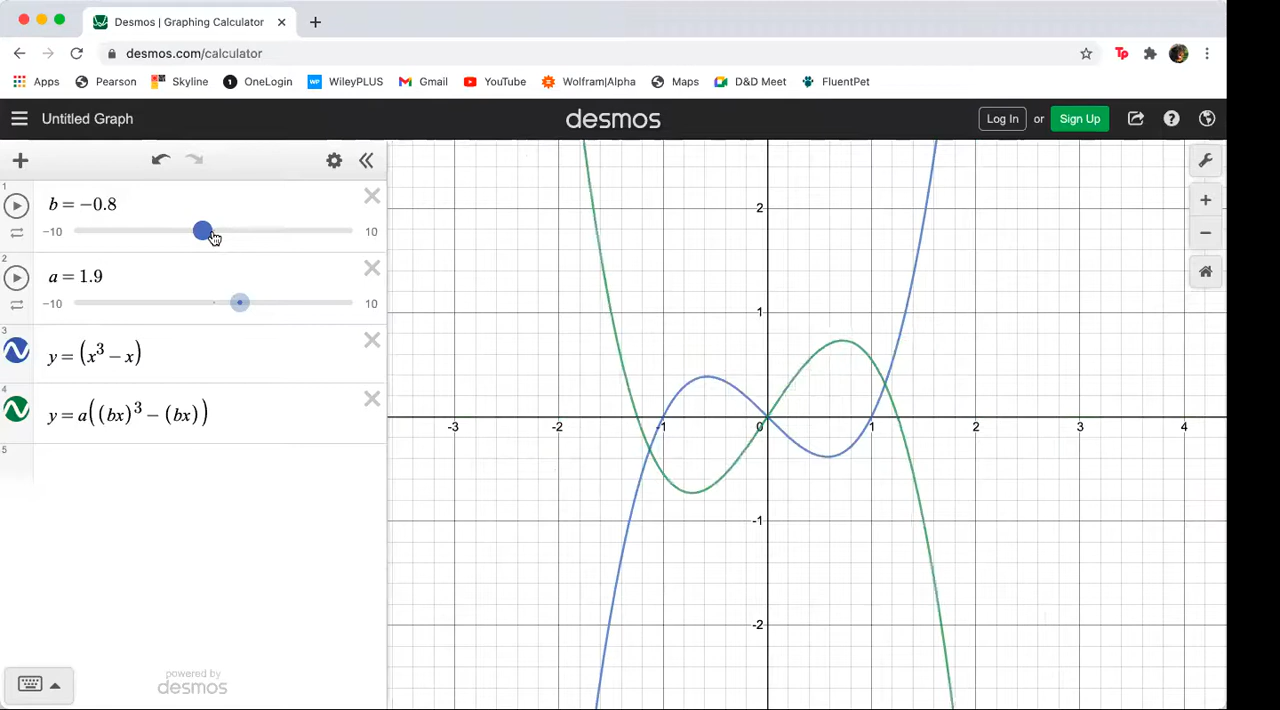 Desmos | Graphing Calculator
desmos.com/calculator
Tp
Apps Pearson Skyline 1 OneLogin WP WileyPLUS Gmail YouTube Wolfram|Alpha Maps D&D Meet FluentPet
Untitled Graph
desmos
Log In or Sign Up
1
b = −0.8
-10 10
2
a = 1.9
-10 10
3
y = (x³ − x)
4
y = a((bx)³ − (bx))
5
powered by
desmos
2
1
-3 -2 -1 0 1 2 3 4
-1
-2